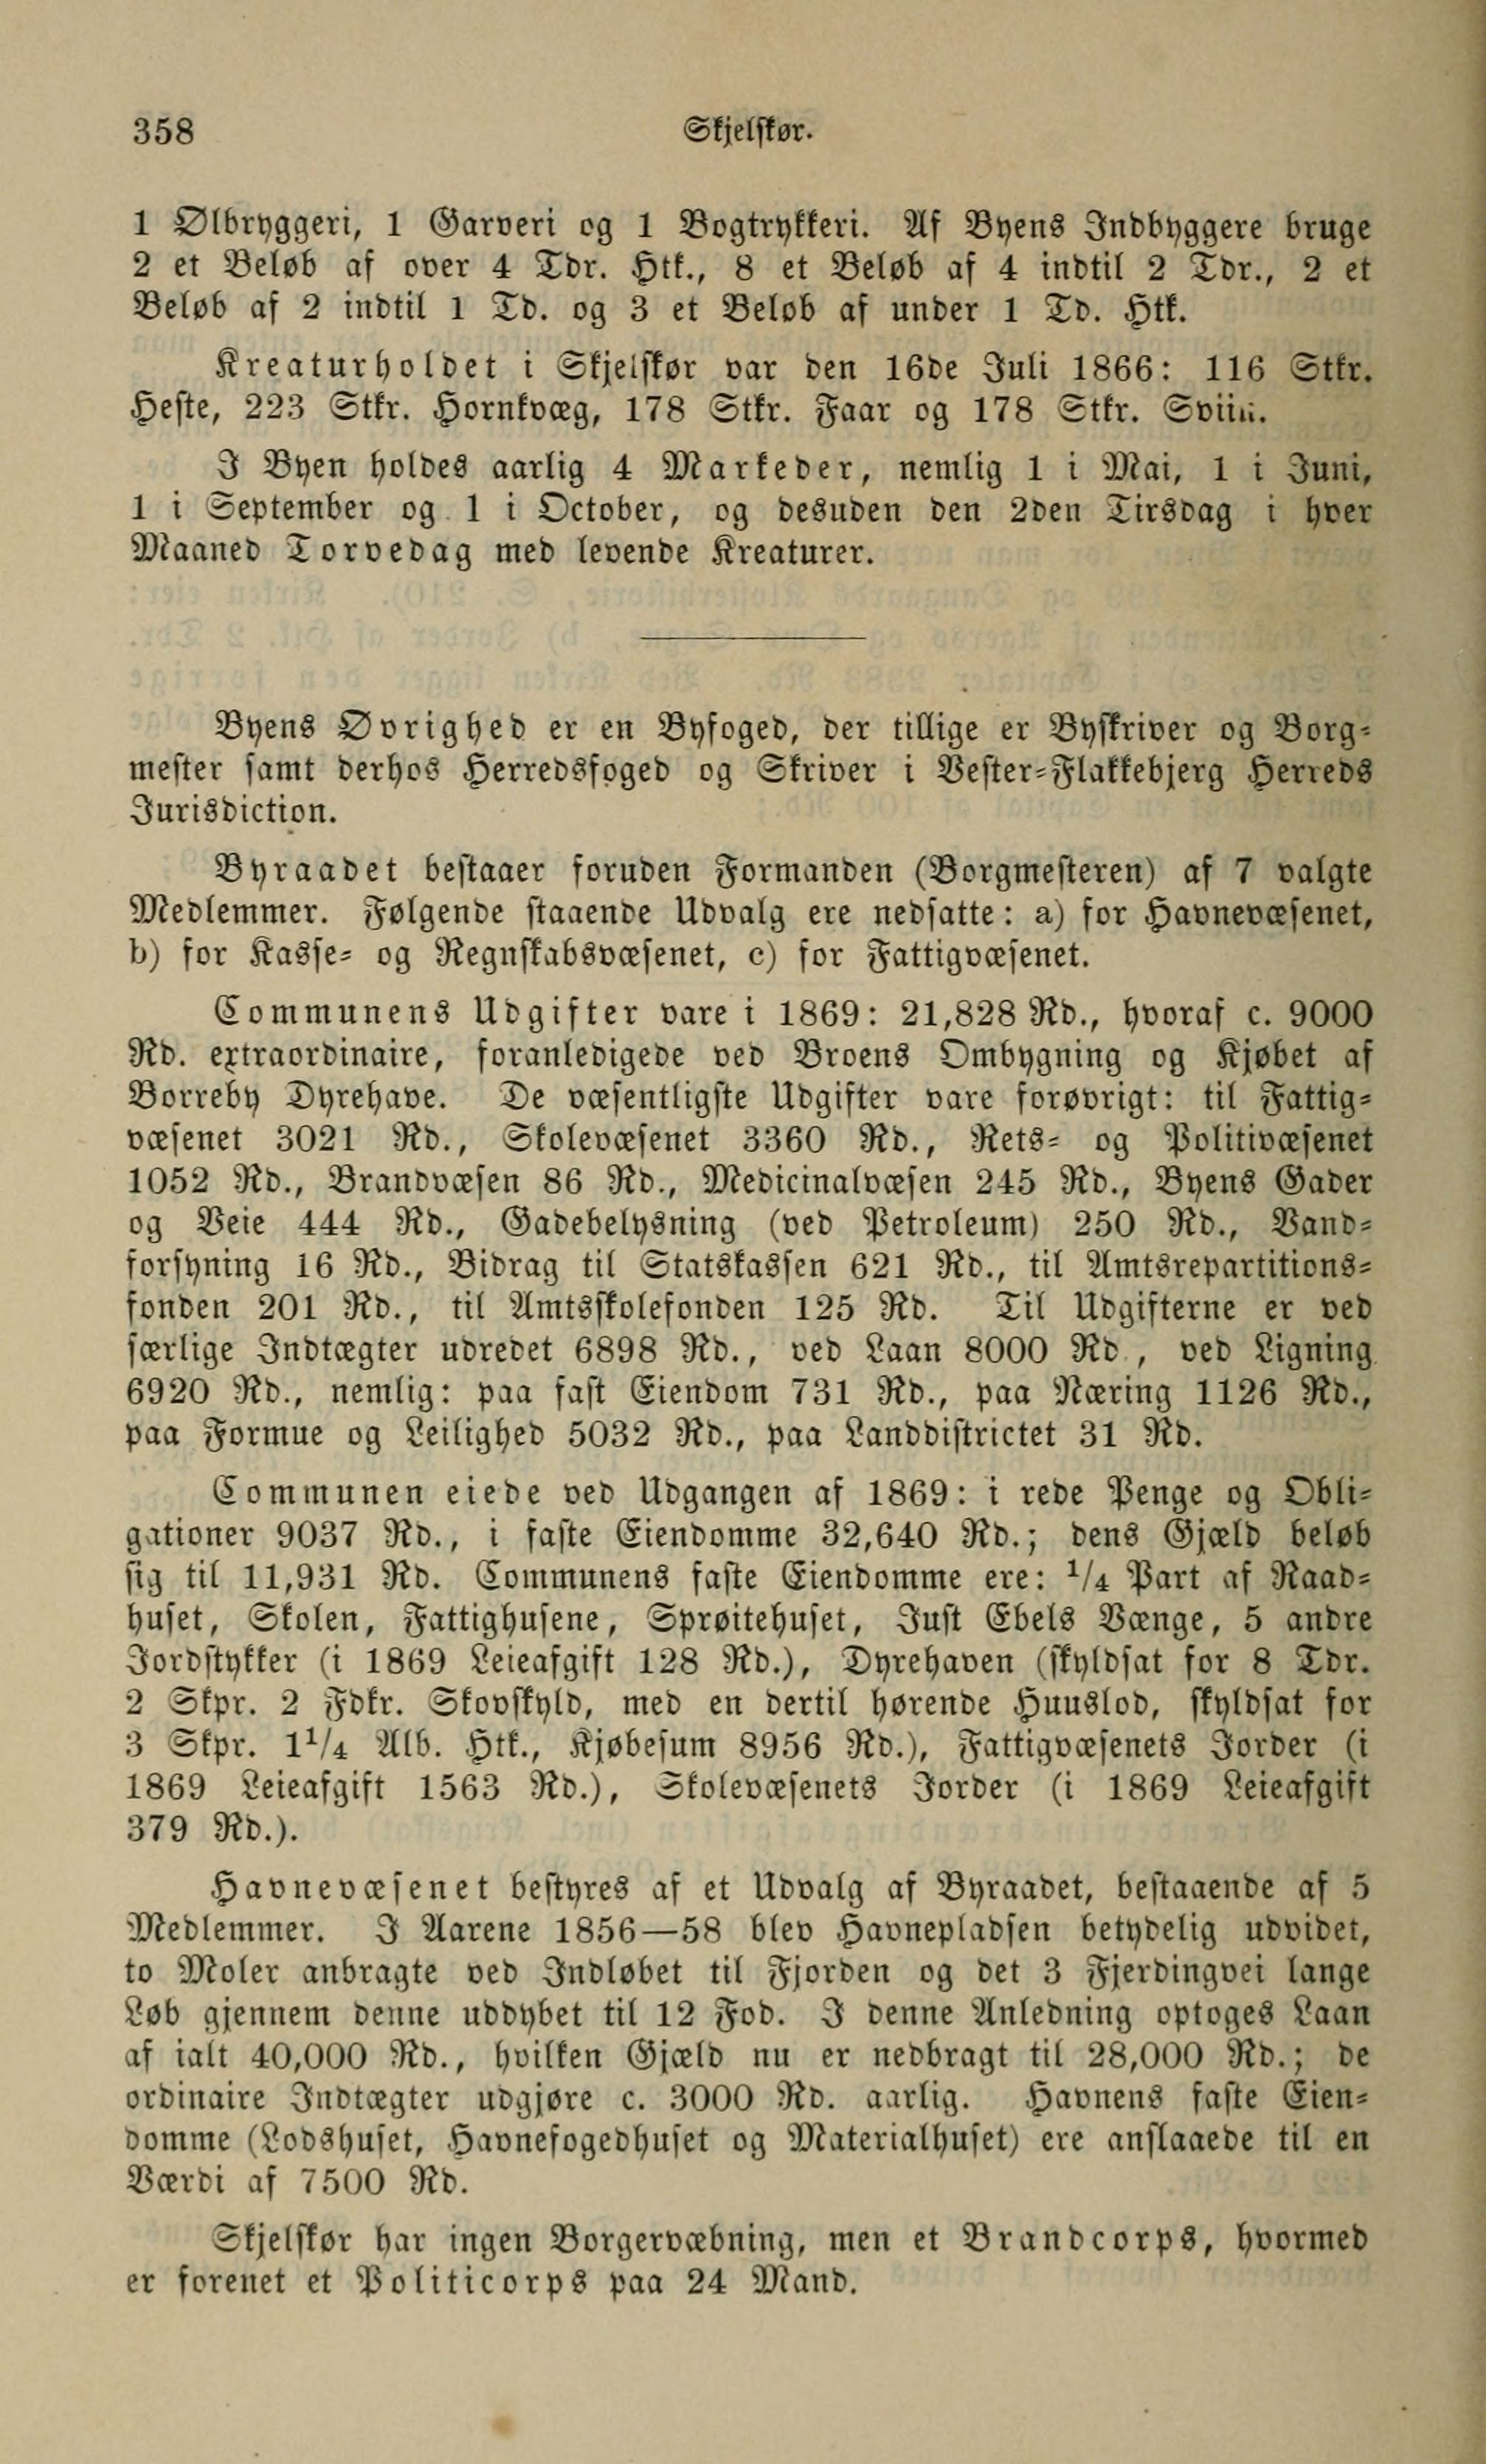 358 Skjelskør.
1 Ølbryggeri, 1 Garveri og 1 Bogtrykkeri. Af Byens Indbyggere bruge
2 et Beløb af over 4 Tdr. Htk., 8 et Beløb af 4 indtil 2 Tdr., 2 et
Beløb af 2 indtil 1 Td. og 3 et Beløb af under 1 Td. Htk.
Kreaturholdet i Skjelskør var den 16de Juli 1866: 116 Stkr.
Heste, 223 Stkr. Hornkvæg, 178 Stkr. Faar og 178 Stkr. Sviin.
I Byen holdes aarlig 4 Markeder, nemlig 1 i Mai, 1 i Juni,
1 i September og 1 i October, og desuden den 2den Tirsdag i hver
Maaned Torvedag med levende Kreaturer.
Byens Øvrighed er en Byfoged, der tillige er Byskriver og Borg-
mester samt derhos Herredsfoged og Skriver i Vester-Flakkebjerg Herreds
Jurisdiction.
Byraadet bestaaer foruden Formanden (Borgmesteren) af 7 valgte
Medlemmer. Følgende staaende Udvalg ere nedsatte: a) for Havnevæsenet,
b) for Kasse- og Regnskabsvæsenet, c) for Fattigvæsenet.
Communens Udgifter vare i 1869: 21,828 Rd., hvoraf c. 9000
Rd. extraordinaire, foranledigede ved Broens Ombygning og Kjøbet af
Borreby Dyrehave. De væsentligste Udgifter vare forøvrigt: til Fattig-
væsenet 3021 Rd., Skolevæsenet 3360 Rd., Rets- og Politivæsenet
1052 Rd., Brandvæsen 86 Rd., Medicinalvæsen 245 Rd., Byens Gader
og Veie 444 Rd., Gadebelysning (ved Petroleum) 250 Rd., Vand-
forsyning 16 Rd., Bidrag til Statskassen 621 Rd., til Amtsrepartitions-
fonden 201 Rd., til Amtsskolefonden 125 Rd. Til Udgifterne er ved
særlige Indtægter udredet 6898 Rd., ved Laan 8000 Rd., ved Ligning
6920 Rd., nemlig: paa fast Eiendom 731 Rd., paa Næring 1126 Rd.,
paa Formue og Leilighed 5032 Rd., paa Landdistrictet 31 Rd.
Communen eiede ved Udgangen af 1869: i rede Penge og Obli-
gationer 9037 Rd., i faste Eiendomme 32,640 Rd.; dens Gjæld beløb
sig til 11,931 Rd. Communens faste Eiendomme ere: 1/4 Part af Raad-
huset, Skolen, Fattighusene, Sprøitehuset, Just Ebels Vænge, 5 andre
Jordstykker (i 1869 Leieafgift 128 Rd.), Dyrehaven (skyldsat for 8 Tdr.
2 Skpr. 2 Fdkr. Skovskyld, med en dertil hørende Huuslod, skyldsat for
3 Skpr. 1 1/4 Alb. Htk., Kjøbesum 8956 Rd.), Fattigvæsenets Jorder (i
1869 Leieafgift 1563 Rd.), Skolevæsenets Jorder (i 1869 Leieafgift
379 Rd.).
Havnevæsenet bestyres af et Udvalg af Byraadet, bestaaende af 5
Medlemmer. I Aarene 1856—58 blev Havnepladsen betydelig udvidet,
to Moler anbragte ved Indløbet til Fjorden og det 3 Fjerdingvei lange
Løb gjennem denne uddybet til 12 Fod. I denne Anledning optoges Laan
af ialt 40,000 Rd., hvilken Gjæld nu er nedbragt til 28,000 Rd.; de
ordinaire Indtægter udgjøre c. 3000 Rd. aarlig. Havnens faste Eien-
domme (Lodshuset, Havnefogedhuset og Materialhuset) ere anslaaede til en
Værdi af 7500 Rd.
Skjelskør har ingen Borgervæbning, men et Brandcorps, hvormed
er forenet et Politicorps paa 24 Mand.